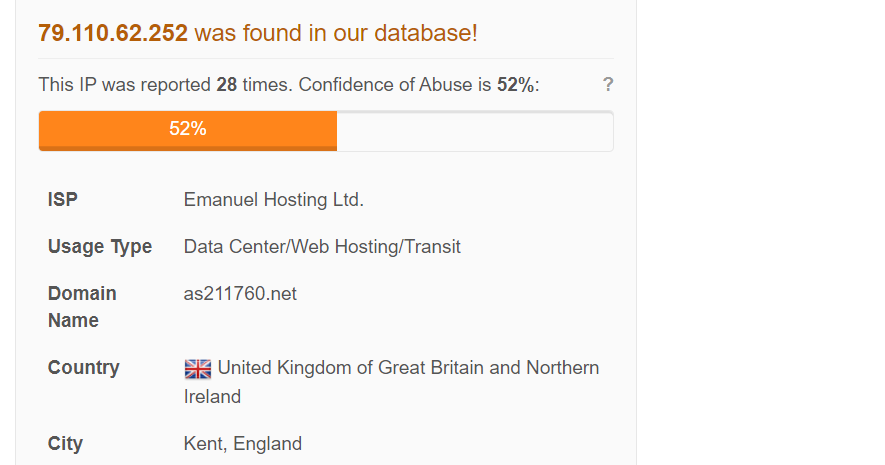 79.110.62.252 was found in our database!
This IP was reported 28 times. Confidence of Abuse is 52%: ?
52%
ISP Emanuel Hosting Ltd.
Usage Type Data Center/Web Hosting/Transit
Domain Name as211760.net
Country United Kingdom of Great Britain and Northern
Ireland
City Kent, England